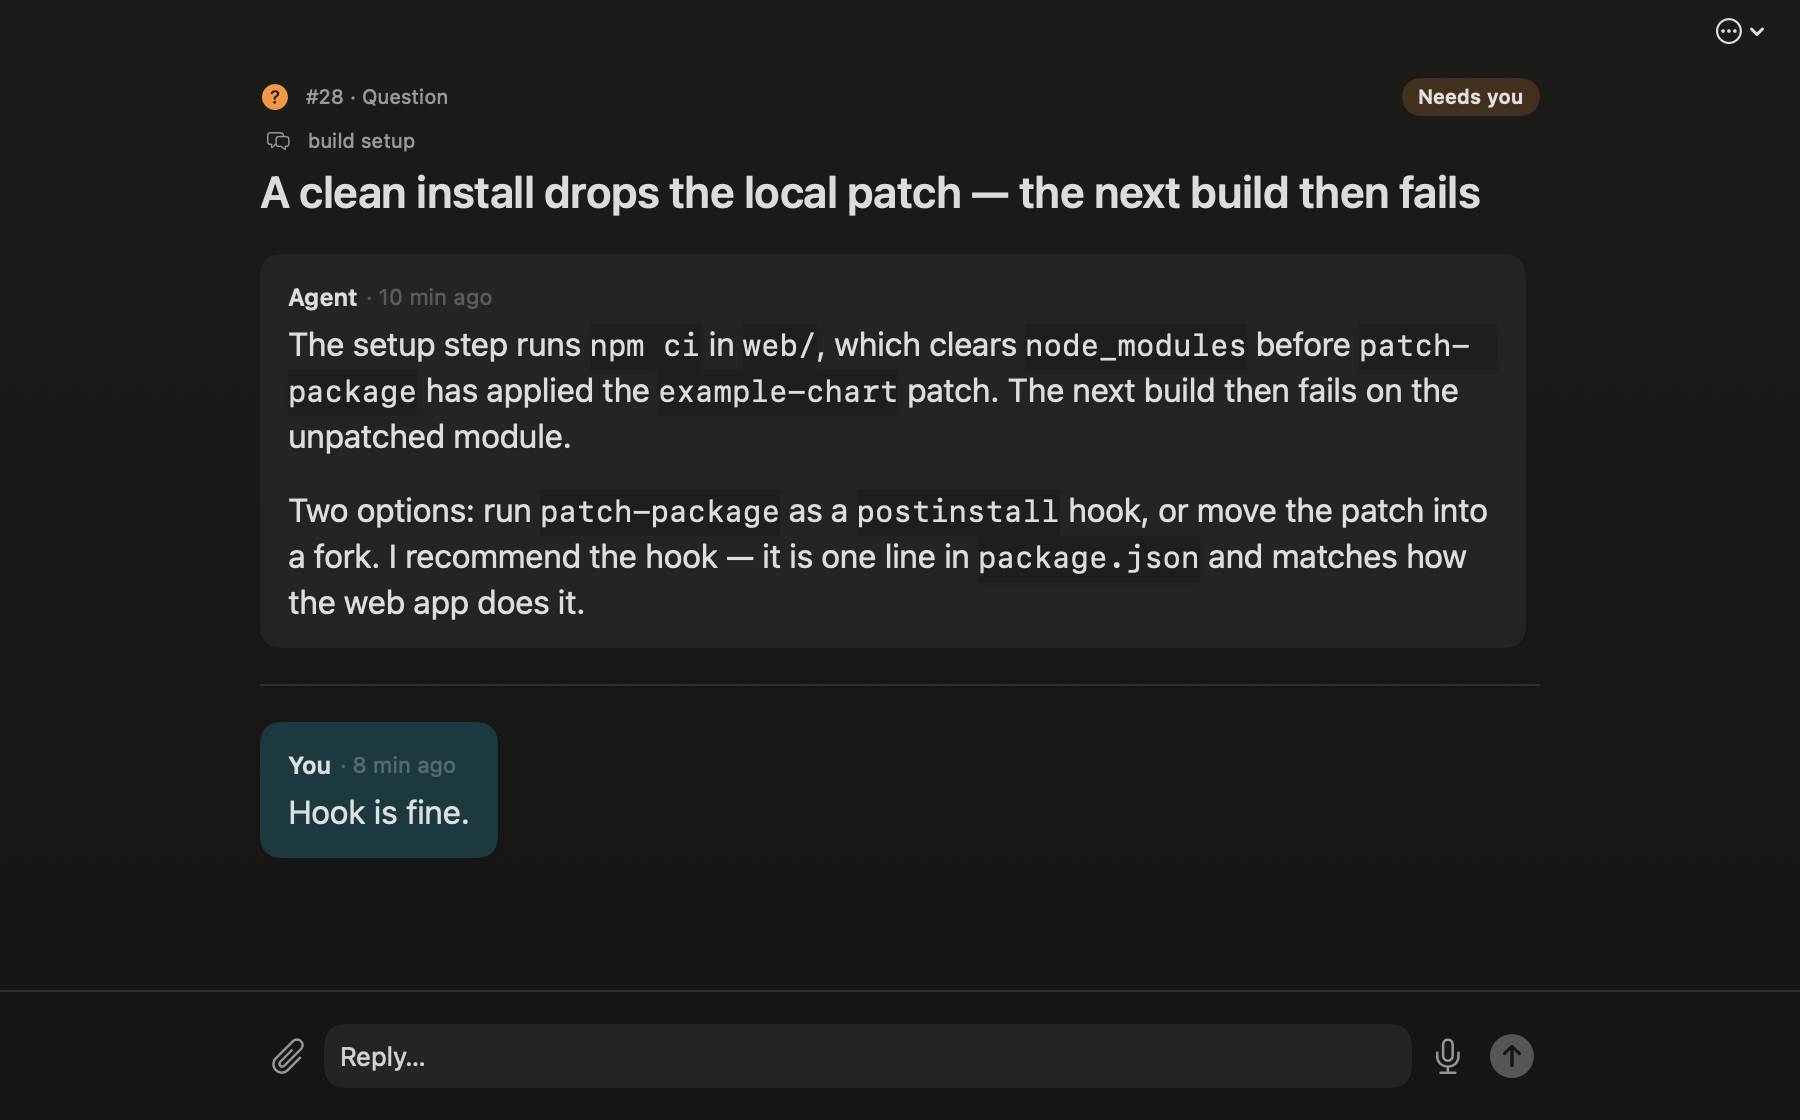 #28 · Question
Needs you
build setup
A clean install drops the local patch — the next build then fails
Agent · 10 min ago
The setup step runs npm ci in web/, which clears node_modules before patch-
package has applied the example-chart patch. The next build then fails on the
unpatched module.
Two options: run patch-package as a postinstall hook, or move the patch into
a fork. I recommend the hook — it is one line in package.json and matches how
the web app does it.
You · 8 min ago
Hook is fine.
Reply...